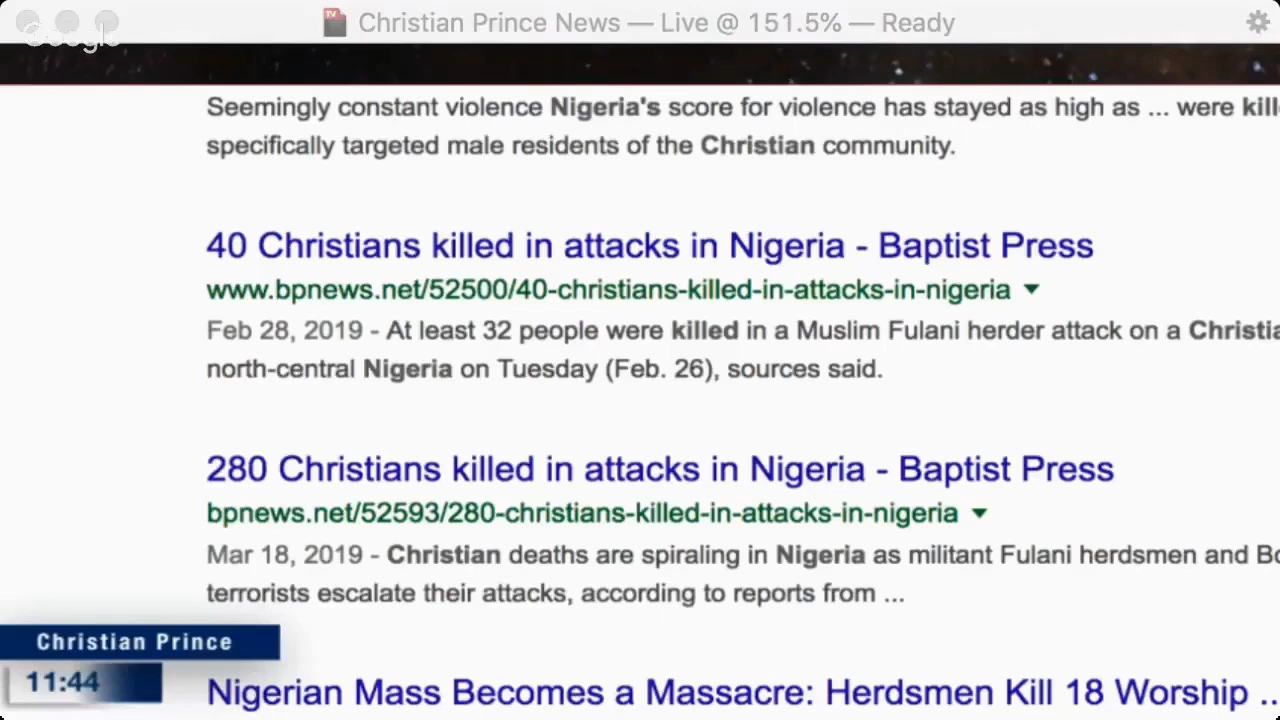 Christian Prince News — Live @ 151.5% — Ready
Google
Seemingly constant violence Nigeria's score for violence has stayed as high as ... were kill
specifically targeted male residents of the Christian community.
40 Christians killed in attacks in Nigeria - Baptist Press
www.bpnews.net/52500/40-christians-killed-in-attacks-in-nigeria
Feb 28, 2019 - At least 32 people were killed in a Muslim Fulani herder attack on a Christia
north-central Nigeria on Tuesday (Feb. 26), sources said.
280 Christians killed in attacks in Nigeria - Baptist Press
bpnews.net/52593/280-christians-killed-in-attacks-in-nigeria
Mar 18, 2019 - Christian deaths are spiraling in Nigeria as militant Fulani herdsmen and Bo
terrorists escalate their attacks, according to reports from ...
Christian Prince
11:44
Nigerian Mass Becomes a Massacre: Herdsmen Kill 18 Worship ..